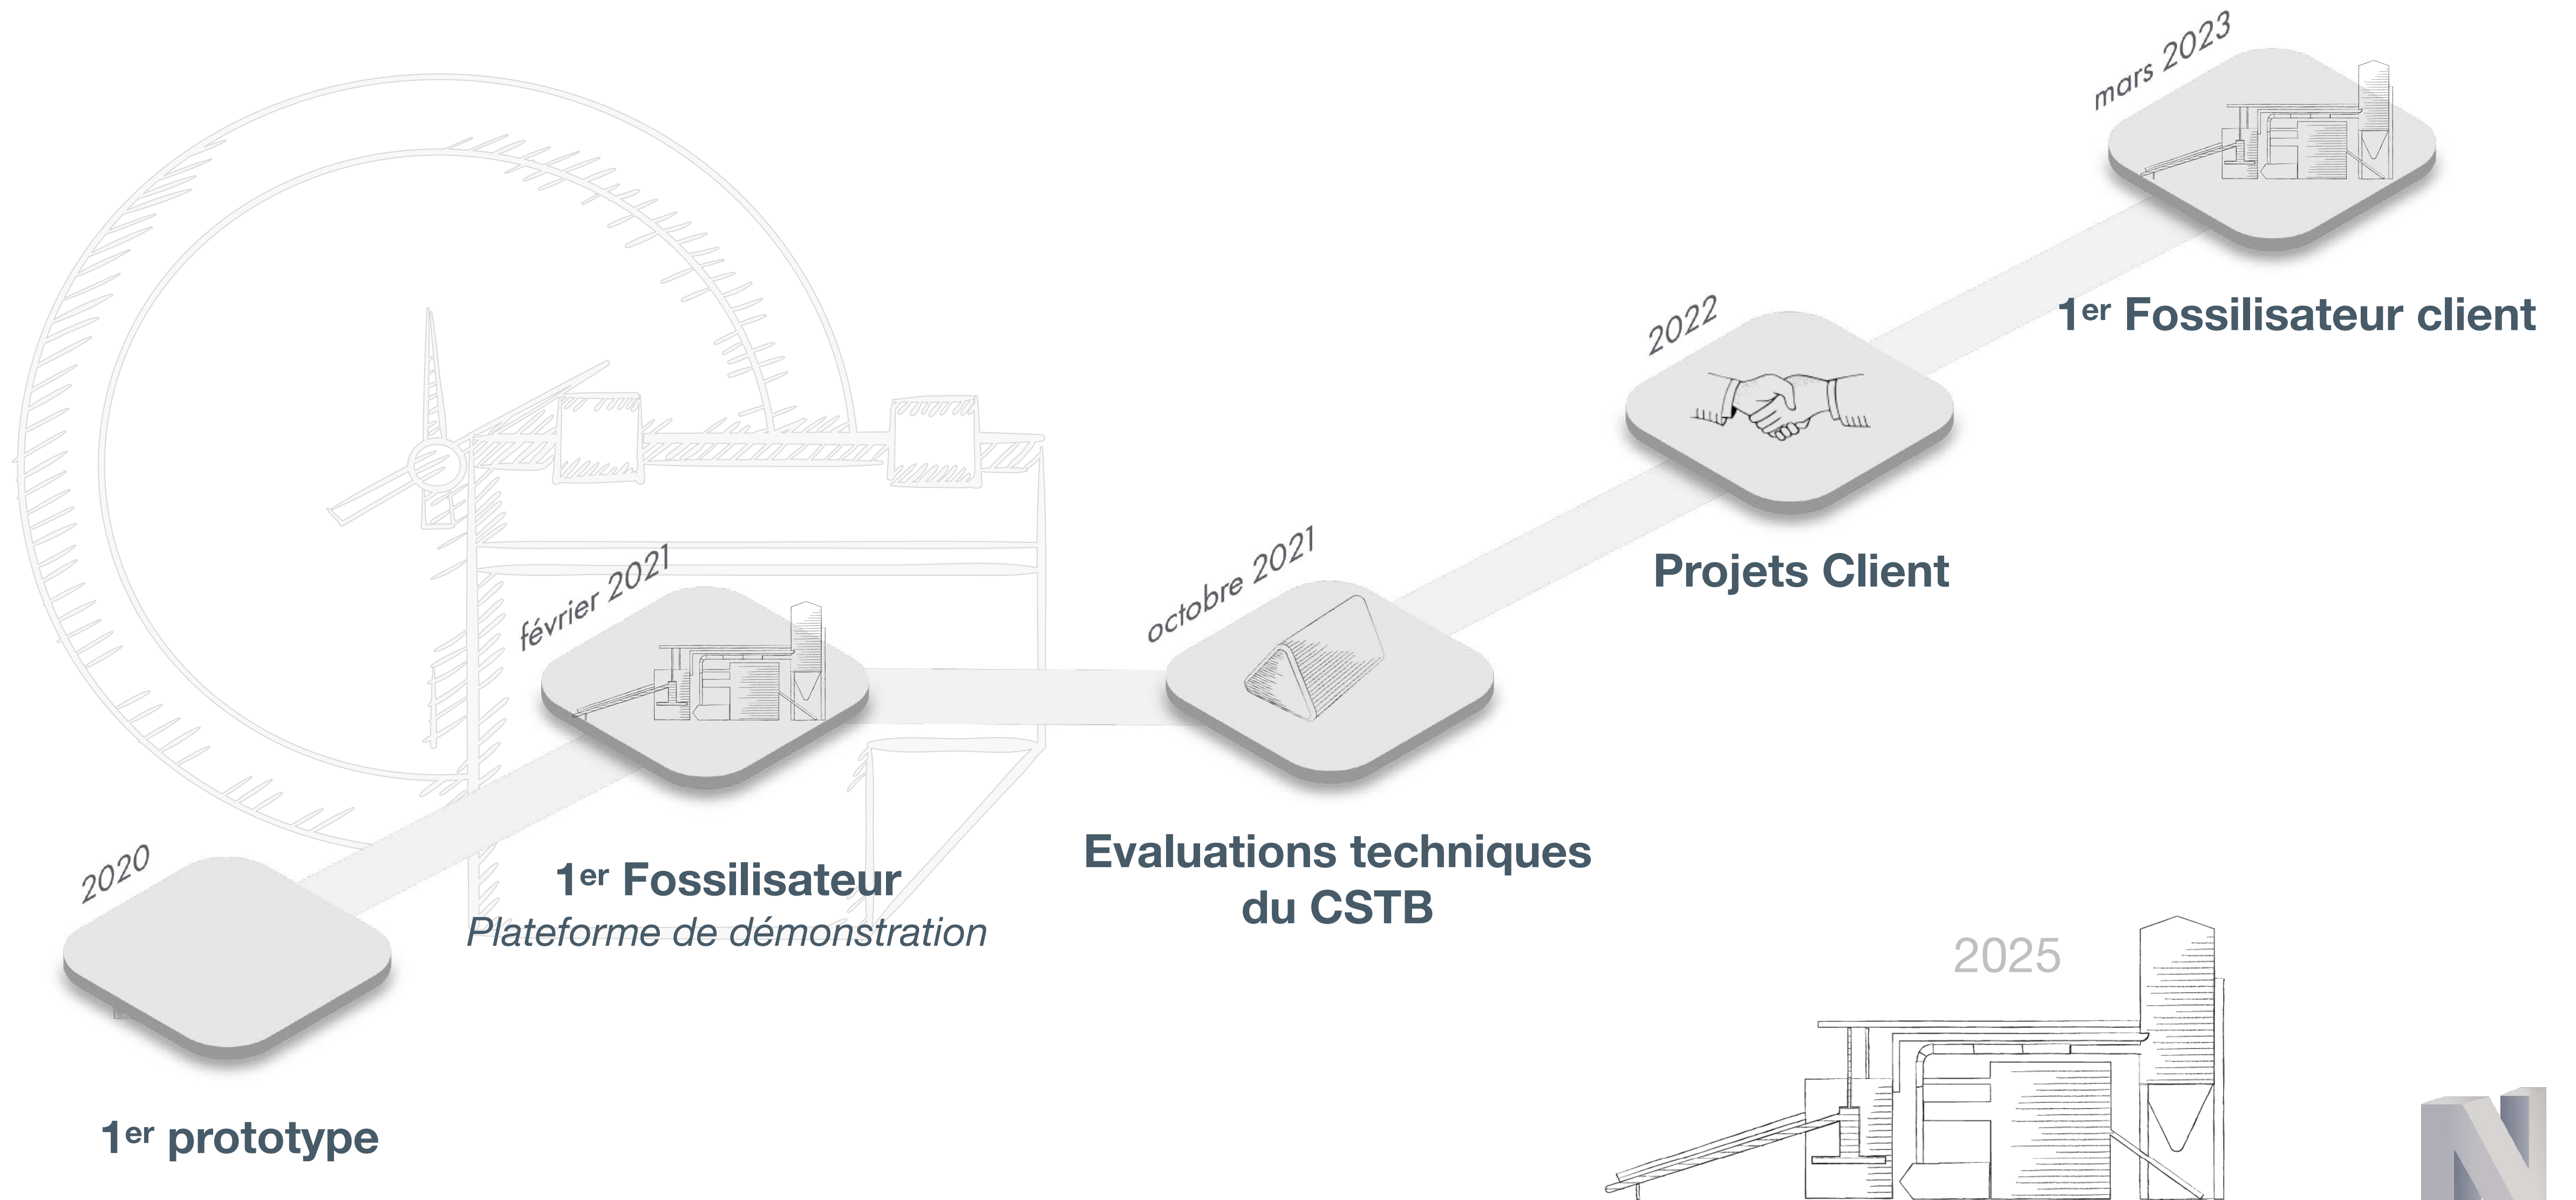 2020
1er prototype
février 2021
1er Fossilisateur
Plateforme de démonstration
octobre 2021
Evaluations techniques
du CSTB
2022
Projets Client
mars 2023
1er Fossilisateur client
2025
N